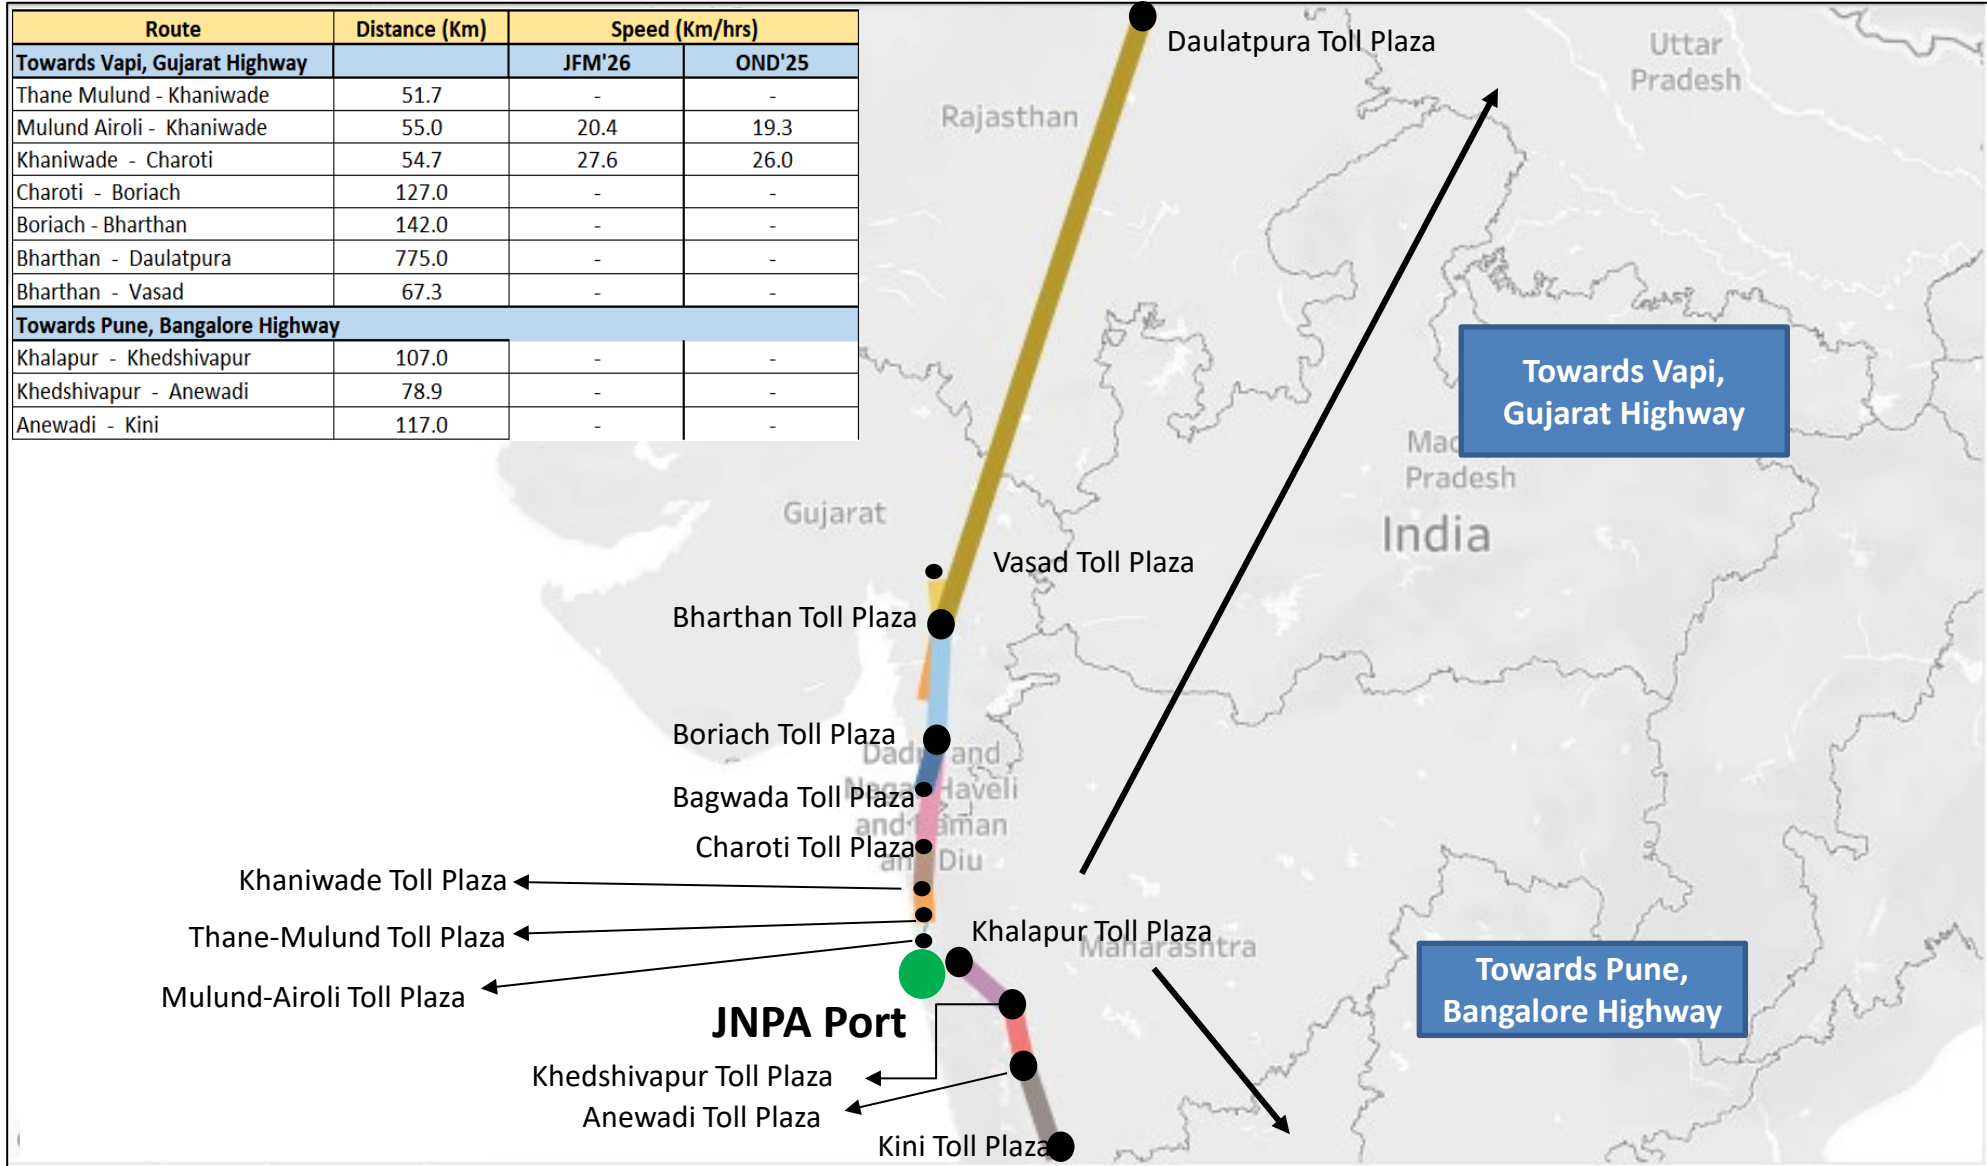 Route Distance (Km) Speed (Km/hrs)
Towards Vapi, Gujarat Highway JFM'26 OND'25
Thane Mulund - Khaniwade 51.7 - -
Mulund Airoli - Khaniwade 55.0 20.4 19.3
Khaniwade - Charoti 54.7 27.6 26.0
Charoti - Boriach 127.0 - -
Boriach - Bharthan 142.0 - -
Bharthan - Daulatpura 775.0 - -
Bharthan - Vasad 67.3 - -
Towards Pune, Bangalore Highway
Khalapur - Khedshivapur 107.0 - -
Khedshivapur - Anewadi 78.9 - -
Anewadi - Kini 117.0 - -
Daulatpura Toll Plaza
Uttar
Pradesh
Rajasthan
Towards Vapi,
Gujarat Highway
Pradesh
Gujarat
India
Vasad Toll Plaza
Bharthan Toll Plaza
Boriach Toll Plaza
and
Haveli
Bagwada Toll Plaza
and
Charoti Toll Plaza
Diu
Khaniwade Toll Plaza
Thane-Mulund Toll Plaza
Khalapur Toll Plaza
Maharashtra
Mulund-Airoli Toll Plaza
Towards Pune,
Bangalore Highway
JNPA Port
Khedshivapur Toll Plaza
Anewadi Toll Plaza
Kini Toll Plaza